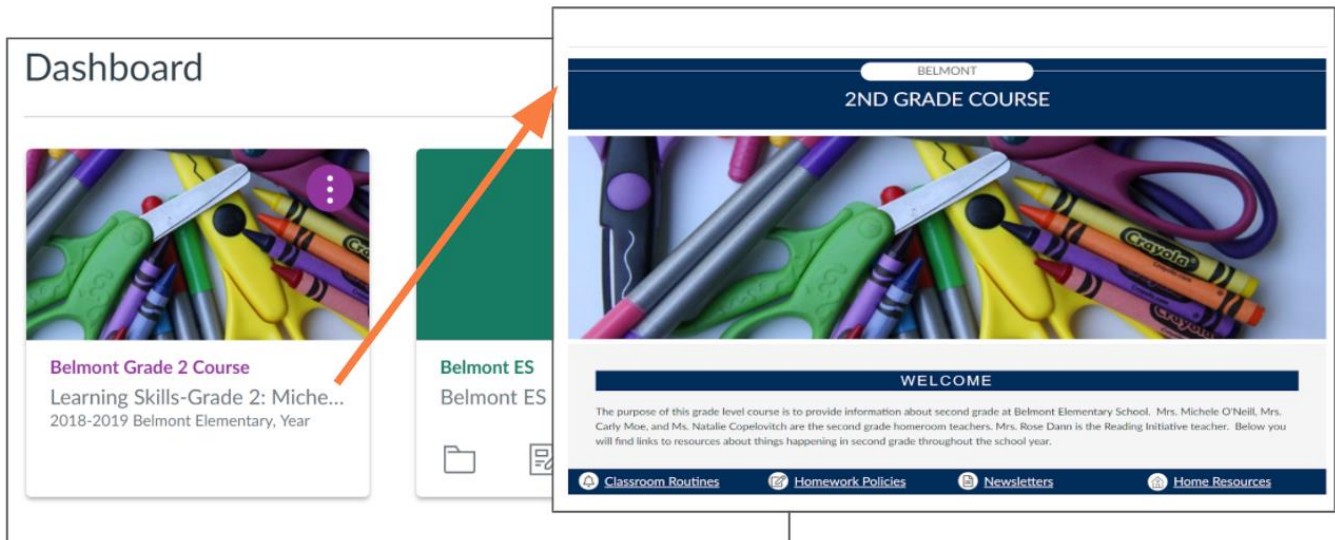 Dashboard
Belmont Grade 2 Course
Learning Skills-Grade 2: Miche...
2018-2019 Belmont Elementary, Year
Belmont ES
Belmont ES
BELMONT
2ND GRADE COURSE
Crayola
Crayola
WELCOME
The purpose of this grade level course is to provide information about second grade at Belmont Elementary School. Mrs. Michele O'Neill, Mrs.
Carly Moe, and Ms. Natalie Copelovitch are the second grade homeroom teachers. Mrs. Rose Dann is the Reading Initiative teacher. Below you
will find links to resources about things happening in second grade throughout the school year.
Classroom Routines
Homework Policies
Newsletters
Home Resources